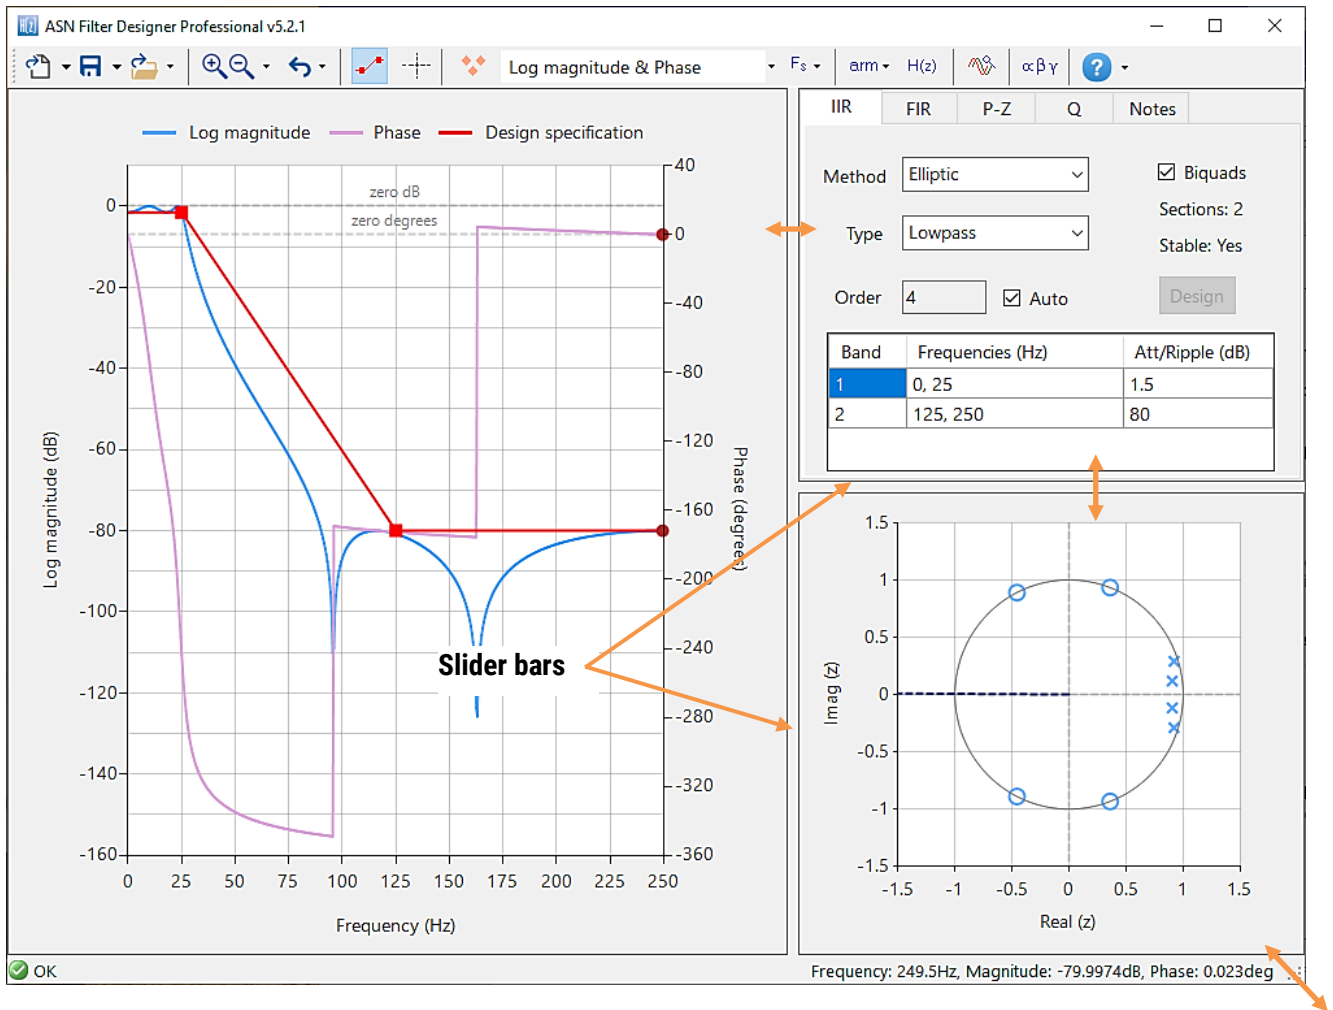 H(z) ASN Filter Designer Professional v5.2.1
Log magnitude & Phase Fs arm H(z) αβγ ?
Log magnitude Phase Design specification
zero dB
zero degrees
0
-20
-40
-60
-80
-100
-120
-140
-160
Log magnitude (dB)
40
0
-40
-80
-120
-160
-200
-240
-280
-320
-360
Phase (degrees)
Slider bars
0 25 50 75 100 125 150 175 200 225 250
Frequency (Hz)
IIR FIR P-Z Q Notes
Method Elliptic Biquads
Sections: 2
Type Lowpass
Stable: Yes
Order 4 Auto Design
Band Frequencies (Hz) Att/Ripple (dB)
1 0, 25 1.5
2 125, 250 80
1.5
1
0.5
0
-0.5
-1
-1.5
Imag (z)
-1.5 -1 -0.5 0 0.5 1 1.5
Real (z)
OK Frequency: 249.5Hz, Magnitude: -79.9974dB, Phase: 0.023deg